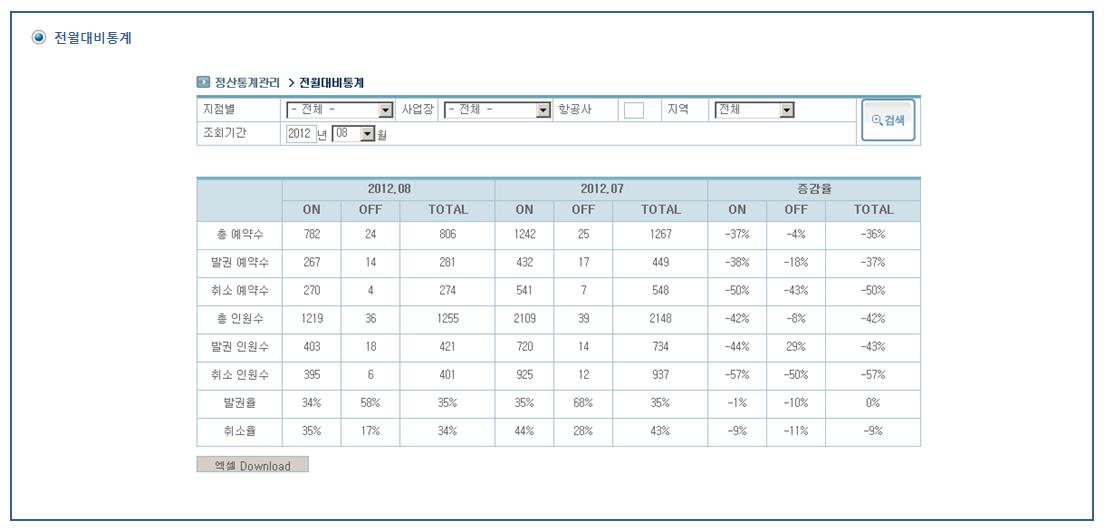 전월대비통계
정산통계관리 > 전월대비통계
지점별 - 전체 - 사업장 - 전체 - 항공사 지역 전체 검색
조회기간 2012 년 08 월
2012.08 2012.07 증감율
ON OFF TOTAL ON OFF TOTAL ON OFF TOTAL
총 예약수 782 24 806 1242 25 1267 -37% -4% -36%
발권 예약수 267 14 281 432 17 449 -38% -18% -37%
취소 예약수 270 4 274 541 7 548 -50% -43% -50%
총 인원수 1219 36 1255 2109 39 2148 -42% -8% -42%
발권 인원수 403 18 421 720 14 734 -44% 29% -43%
취소 인원수 395 6 401 925 12 937 -57% -50% -57%
발권율 34% 58% 35% 35% 68% 35% -1% -10% 0%
취소율 35% 17% 34% 44% 28% 43% -9% -11% -9%
엑셀 Download